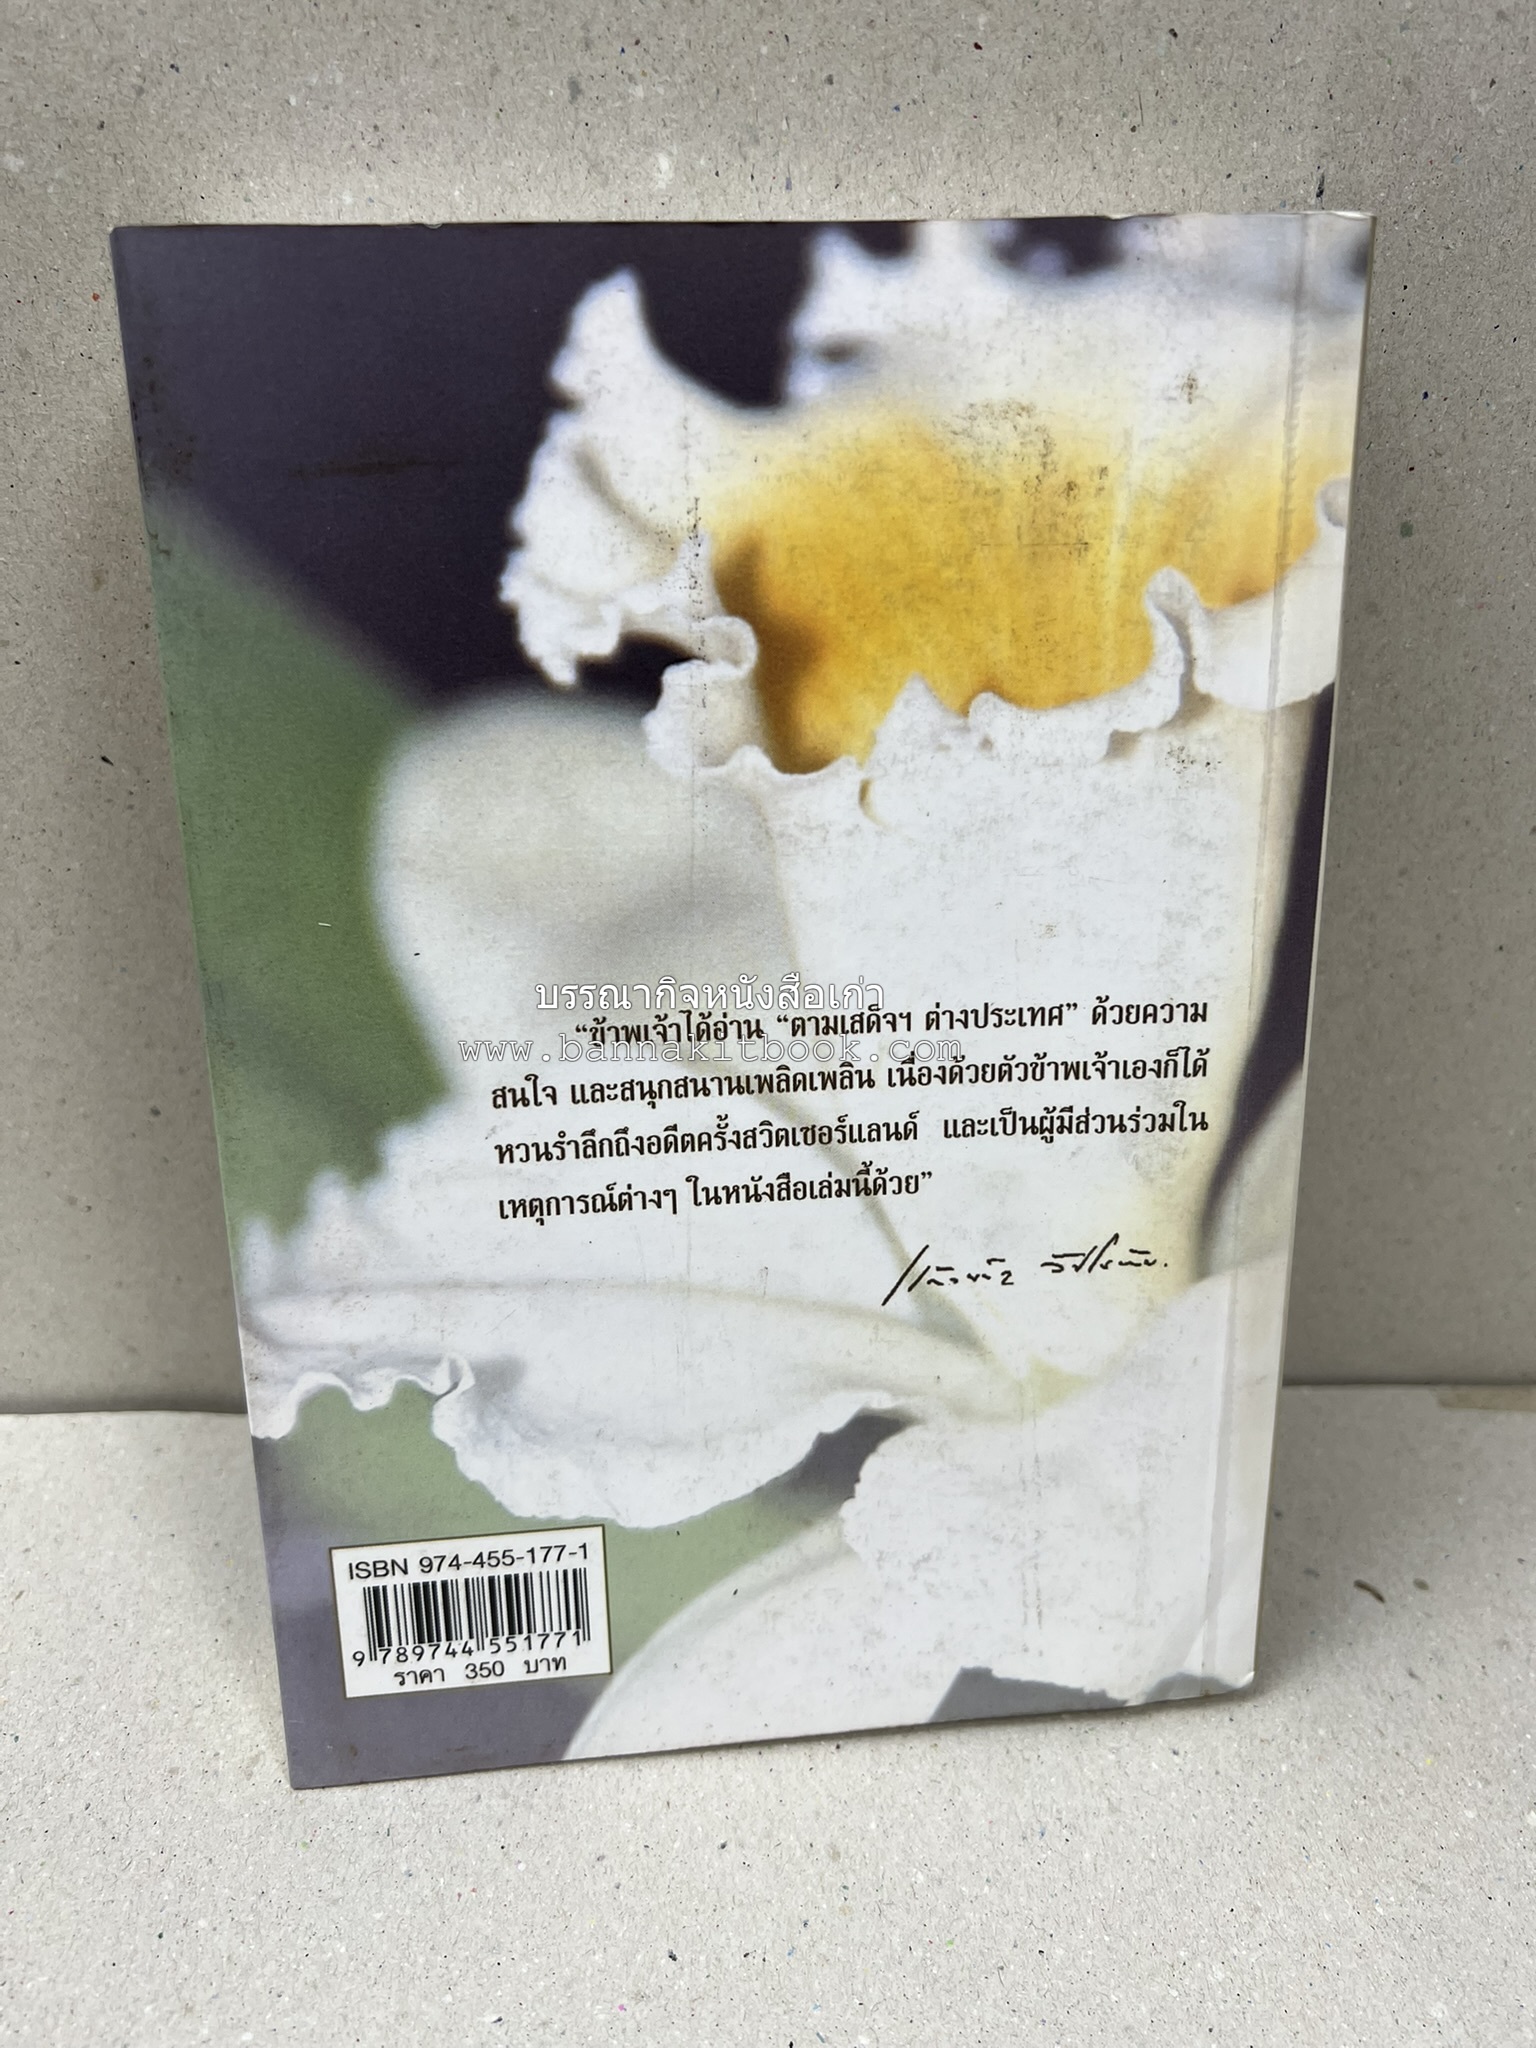 บรรณากิจหนังสือเก่า
“ข้าพเจ้าได้อ่าน “ตามเสด็จฯ ต่างประเทศ” ด้วยความ
www.bannakitbook.com
สนใจ และสนุกสนานเพลิดเพลิน เนื่องด้วยตัวข้าพเจ้าเองก็ได้
หวนรำลึกถึงอดีตครั้งสวิตเซอร์แลนด์ และเป็นผู้มีส่วนร่วมใน
เหตุการณ์ต่างๆ ในหนังสือเล่มนี้ด้วย”
ISBN 974-455-177-1
9 789744 551771
ราคา 350 บาท